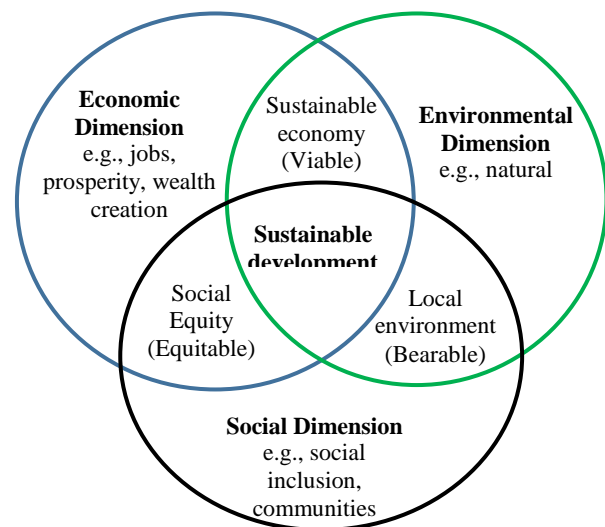 Economic
Dimension
e.g., jobs,
prosperity, wealth
creation
Sustainable
economy
(Viable)
Environmental
Dimension
e.g., natural
Sustainable
development
Social
Equity
(Equitable)
Local
environment
(Bearable)
Social Dimension
e.g., social
inclusion,
communities